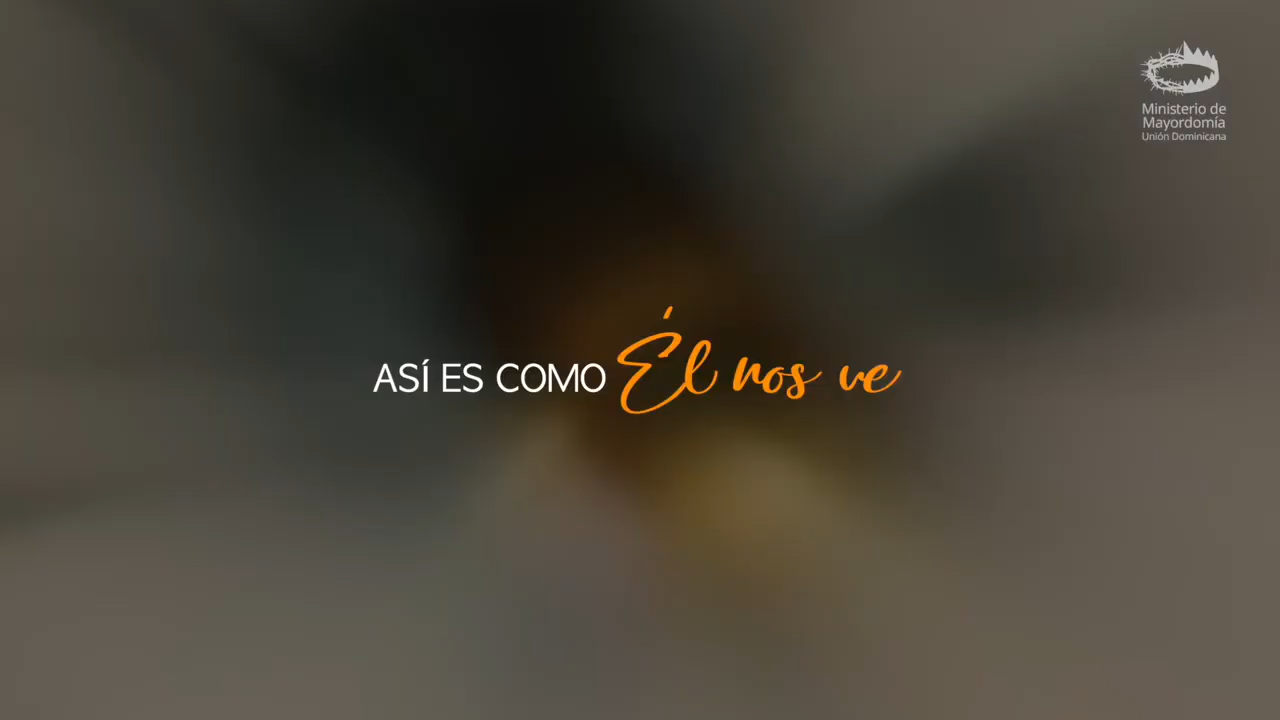 Ministerio de
Mayordomía
Unión Dominicana
ASÍ ES COMO Él nos ve